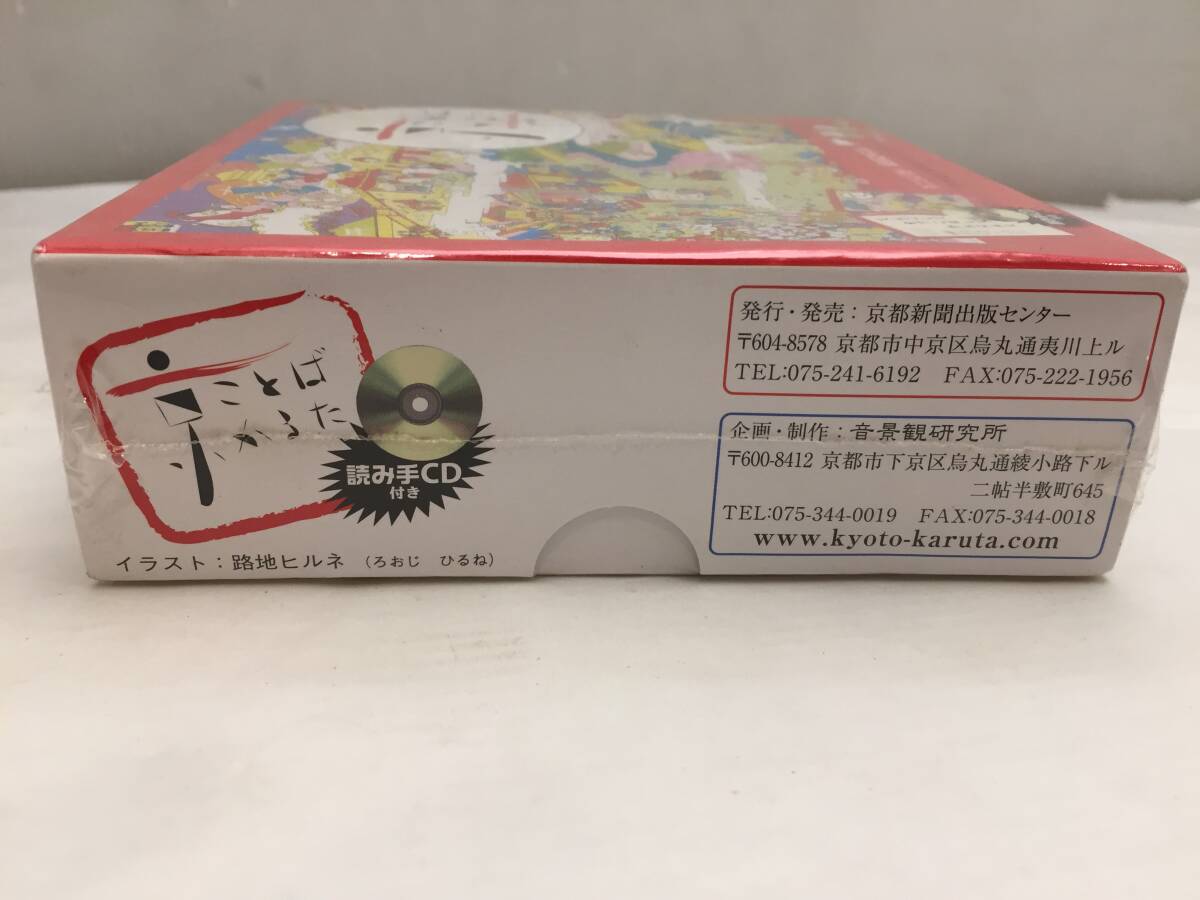 京ことば
かるた
読み手CD
付き
イラスト：路地ヒルネ （ろおじ　ひるね）
発行・発売：京都新聞出版センター
〒604-8578 京都市中京区烏丸通夷川上ル
TEL:075-241-6192　FAX:075-222-1956
企画・制作：音景観研究所
〒600-8412 京都市下京区烏丸通綾小路下ル
二帖半敷町645
TEL:075-344-0019　FAX:075-344-0018
www.kyoto-karuta.com